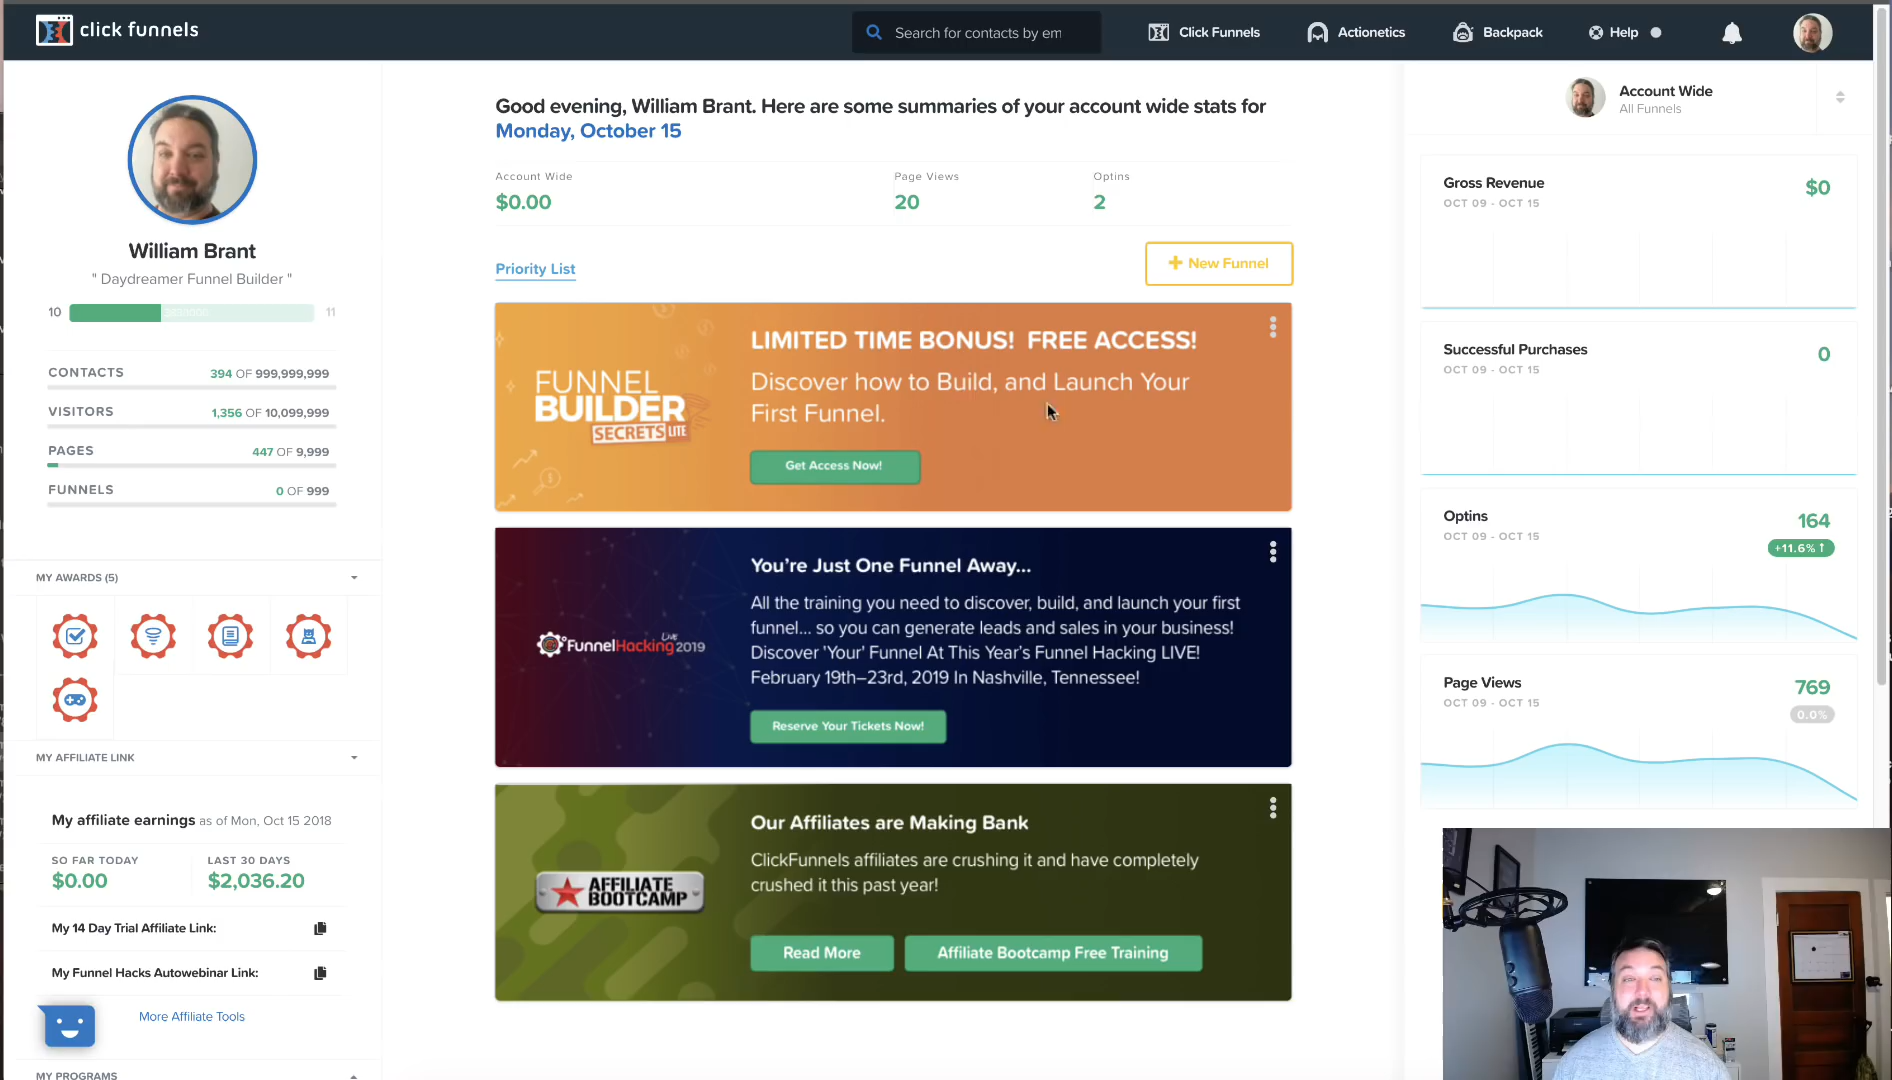 click funnels
Search for contacts by em
Click Funnels
Actionetics
Backpack
Help
William Brant
" Daydreamer Funnel Builder "
10
11
CONTACTS 394 OF 999,999,999
VISITORS 1,356 OF 10,099,999
PAGES 447 OF 9,999
FUNNELS 0 OF 999
MY AWARDS (5)
MY AFFILIATE LINK
My affiliate earnings as of Mon, Oct 15 2018
SO FAR TODAY
$0.00
LAST 30 DAYS
$2,036.20
My 14 Day Trial Affiliate Link:
My Funnel Hacks Autowebinar Link:
More Affiliate Tools
MY PROGRAMS
Good evening, William Brant. Here are some summaries of your account wide stats for
Monday, October 15
Account Wide
$0.00
Page Views
20
Optins
2
Priority List
New Funnel
FUNNEL
BUILDER
SECRETS LITE
LIMITED TIME BONUS! FREE ACCESS!
Discover how to Build, and Launch Your
First Funnel.
Get Access Now!
FunnelHacking Live 2019
You're Just One Funnel Away...
All the training you need to discover, build, and launch your first
funnel... so you can generate leads and sales in your business!
Discover 'Your' Funnel At This Year's Funnel Hacking LIVE!
February 19th–23rd, 2019 In Nashville, Tennessee!
Reserve Your Tickets Now!
AFFILIATE
BOOTCAMP
Our Affiliates are Making Bank
ClickFunnels affiliates are crushing it and have completely
crushed it this past year!
Read More
Affiliate Bootcamp Free Training
Account Wide
All Funnels
Gross Revenue
$0
OCT 09 - OCT 15
Successful Purchases
0
OCT 09 - OCT 15
Optins
164
OCT 09 - OCT 15
+11.6% ↑
Page Views
769
OCT 09 - OCT 15
0.0%